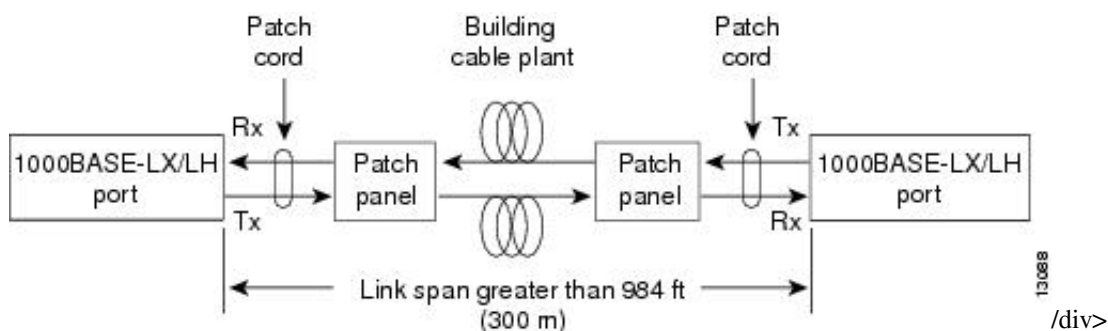 Patch
cord
Building
cable plant
Patch
cord
Rx
Tx
1000BASE-LX/LH
port
Patch
panel
Patch
panel
1000BASE-LX/LH
port
Tx
Rx
Link span greater than 984 ft
(300 m)
13088
/div>